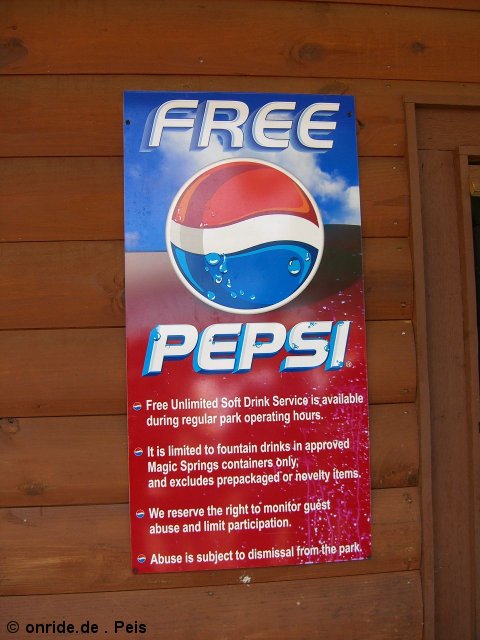 FREE
PEPSI®
Free Unlimited Soft Drink Service is available
during regular park operating hours.
It is limited to fountain drinks in approved
Magic Springs containers only,
and excludes prepackaged or novelty items.
We reserve the right to monitor guest
abuse and limit participation.
Abuse is subject to dismissal from the park.
© onride.de . Peis